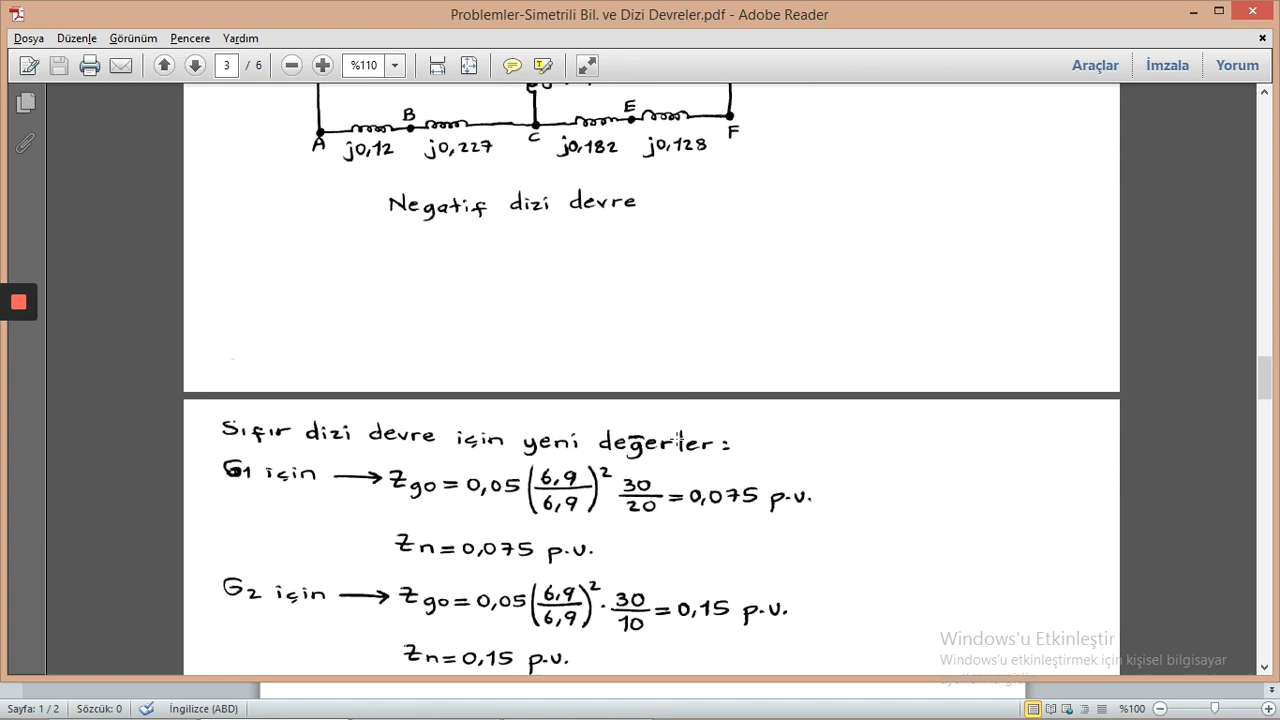 Problemler-Simetrili Bil. ve Dizi Devreler.pdf - Adobe Reader
Dosya Düzenle Görünüm Pencere Yardım
3 / 6 %110 Araçlar İmzala Yorum
A B C E F
j0,12 j0,227 j0,182 j0,128
Negatif dizi devre
Sıfır dizi devre için yeni değerler :
G1 için → Zg0 = 0,05 (6,9/6,9)² 30/20 = 0,075 p.u.
Zn = 0,075 p.u.
G2 için → Zg0 = 0,05 (6,9/6,9)² · 30/10 = 0,15 p.u.
Zn = 0,15 p.u.
Windows'u Etkinleştir
Windows'u etkinleştirmek için kişisel bilgisayar
Sayfa: 1 / 2 Sözcük: 0 İngilizce (ABD) %100